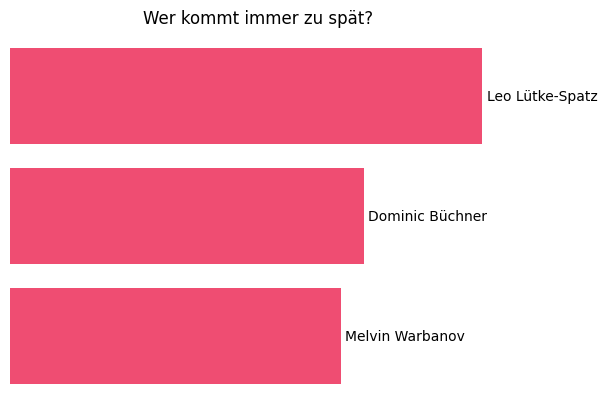 Wer kommt immer zu spät?
Leo Lütke-Spatz
Dominic Büchner
Melvin Warbanov